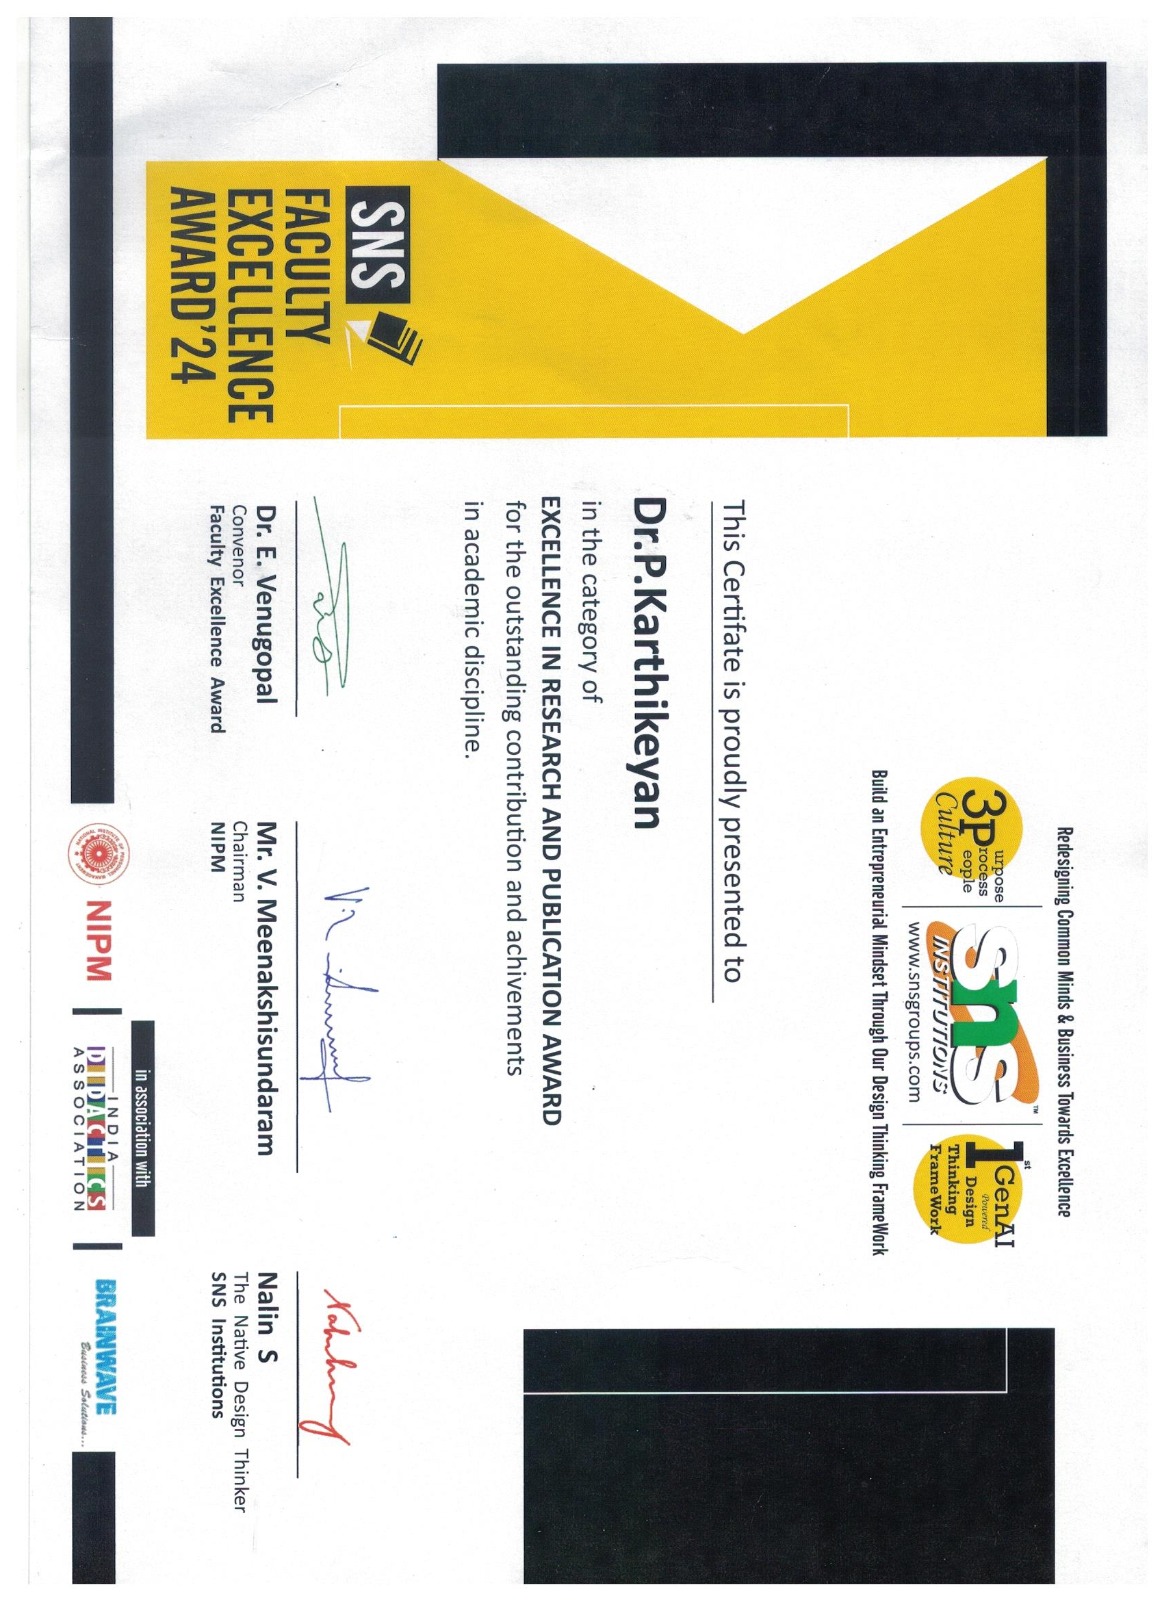 Redesigning Common Minds & Business Towards Excellence
3Purpose
Process
People
Culture
sns
INSTITUTIONS
™
www.snsgroups.com
1st
GenAI
Powered
Design
Thinking
FrameWork
Build an Entrepreneurial Mindset Through Our Design Thinking FrameWork
This Certifate is proudly presented to
Dr.P.Karthikeyan
in the category of
EXCELLENCE IN RESEARCH AND PUBLICATION AWARD
for the outstanding contribution and achivements
in academic discipline.
SNS
FACULTY
EXCELLENCE
AWARD'24
Dr. E. Venugopal
Convenor
Faculty Excellence Award
Mr. V. Meenakshisundaram
Chairman
NIPM
Nalin S
The Native Design Thinker
SNS Institutions
in association with
NIPM
INDIA
DIDACTICS
ASSOCIATION
BRAINWAVE
Business Solutions...